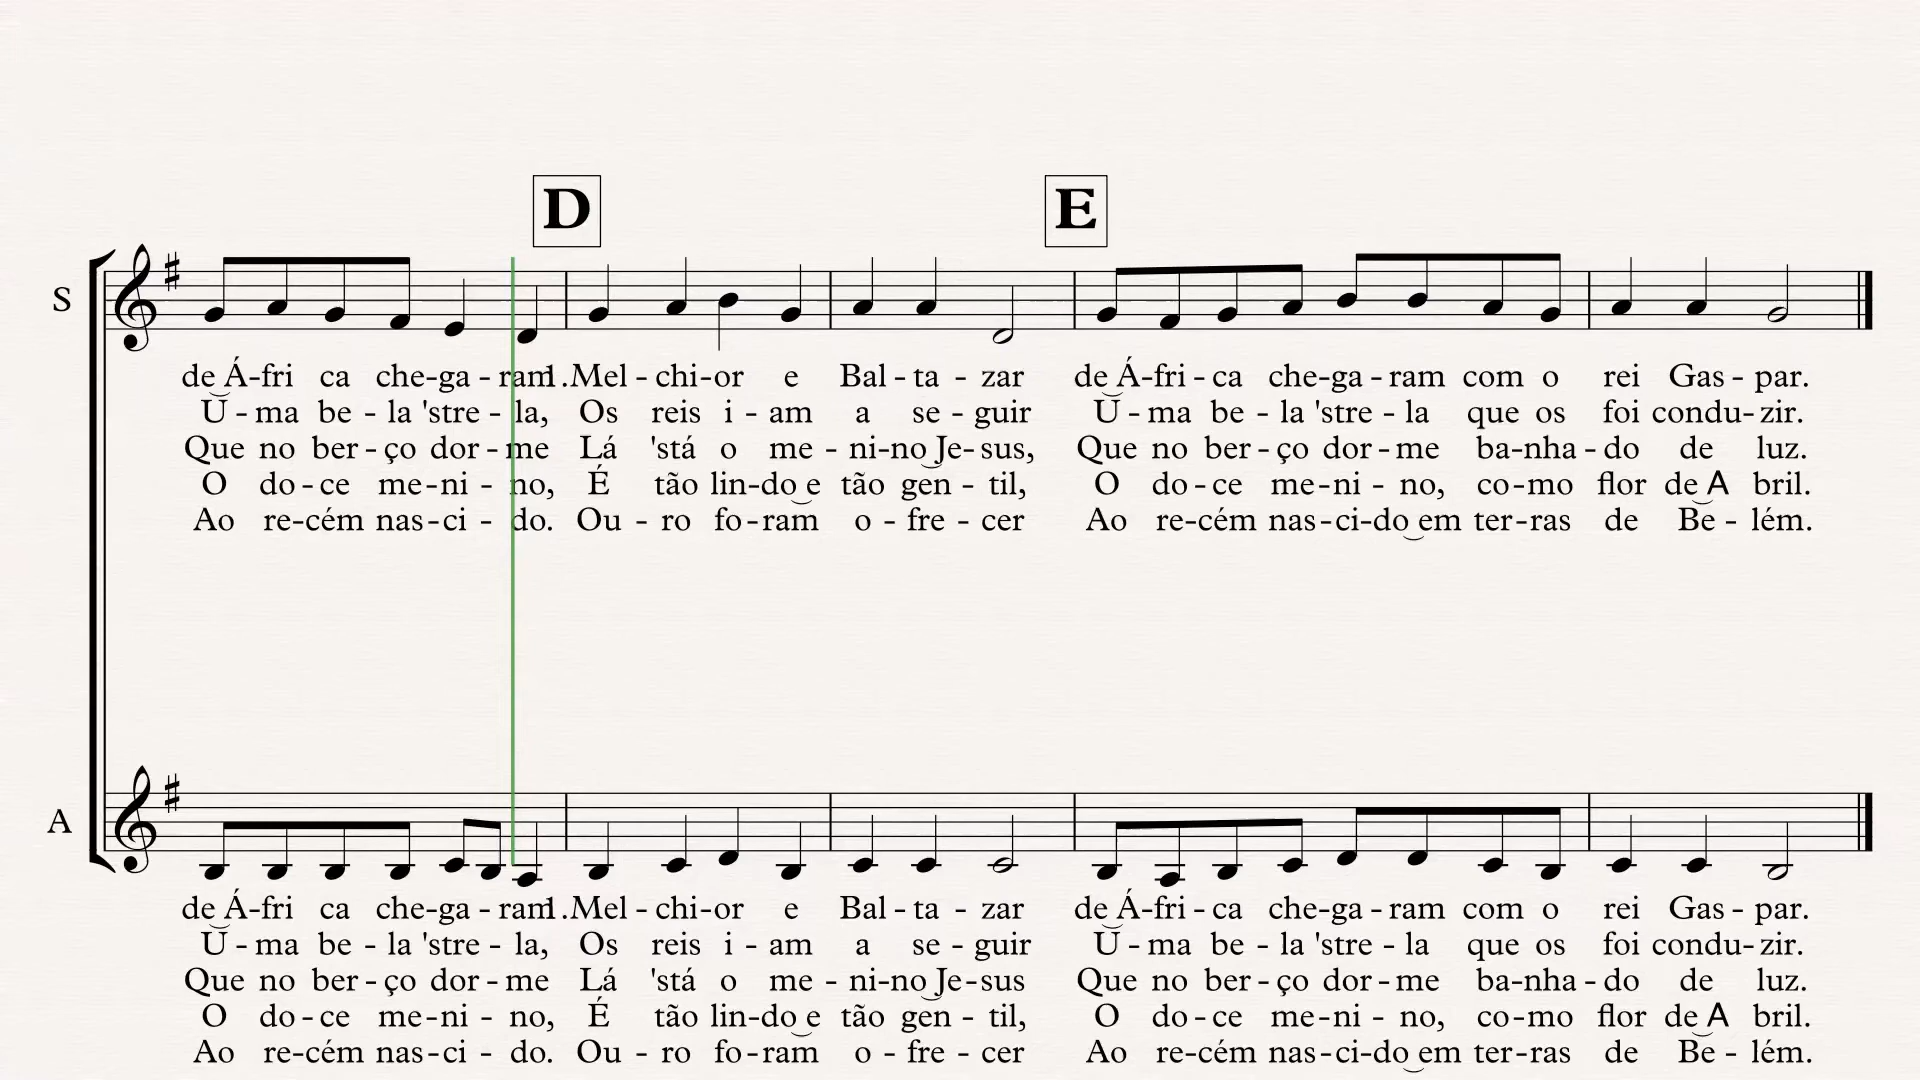 D E
S
de Á-fri ca che-ga-ram 1.Mel-chi-or e Bal-ta-zar de Á-fri-ca che-ga-ram com o rei Gas-par.
U-ma be-la 'stre-la, Os reis i-am a se-guir U-ma be-la 'stre-la que os foi condu-zir.
Que no ber-ço dor-me Lá 'stá o me-ni-no Je-sus, Que no ber-ço dor-me ba-nha-do de luz.
O do-ce me-ni-no, É tão lin-do e tão gen-til, O do-ce me-ni-no, co-mo flor de A bril.
Ao re-cém nas-ci-do. Ou-ro fo-ram o-fre-cer Ao re-cém nas-ci-do em ter-ras de Be-lém.
A
de Á-fri ca che-ga-ram 1.Mel-chi-or e Bal-ta-zar de Á-fri-ca che-ga-ram com o rei Gas-par.
U-ma be-la 'stre-la, Os reis i-am a se-guir U-ma be-la 'stre-la que os foi condu-zir.
Que no ber-ço dor-me Lá 'stá o me-ni-no Je-sus Que no ber-ço dor-me ba-nha-do de luz.
O do-ce me-ni-no, É tão lin-do e tão gen-til, O do-ce me-ni-no, co-mo flor de A bril.
Ao re-cém nas-ci-do. Ou-ro fo-ram o-fre-cer Ao re-cém nas-ci-do em ter-ras de Be-lém.